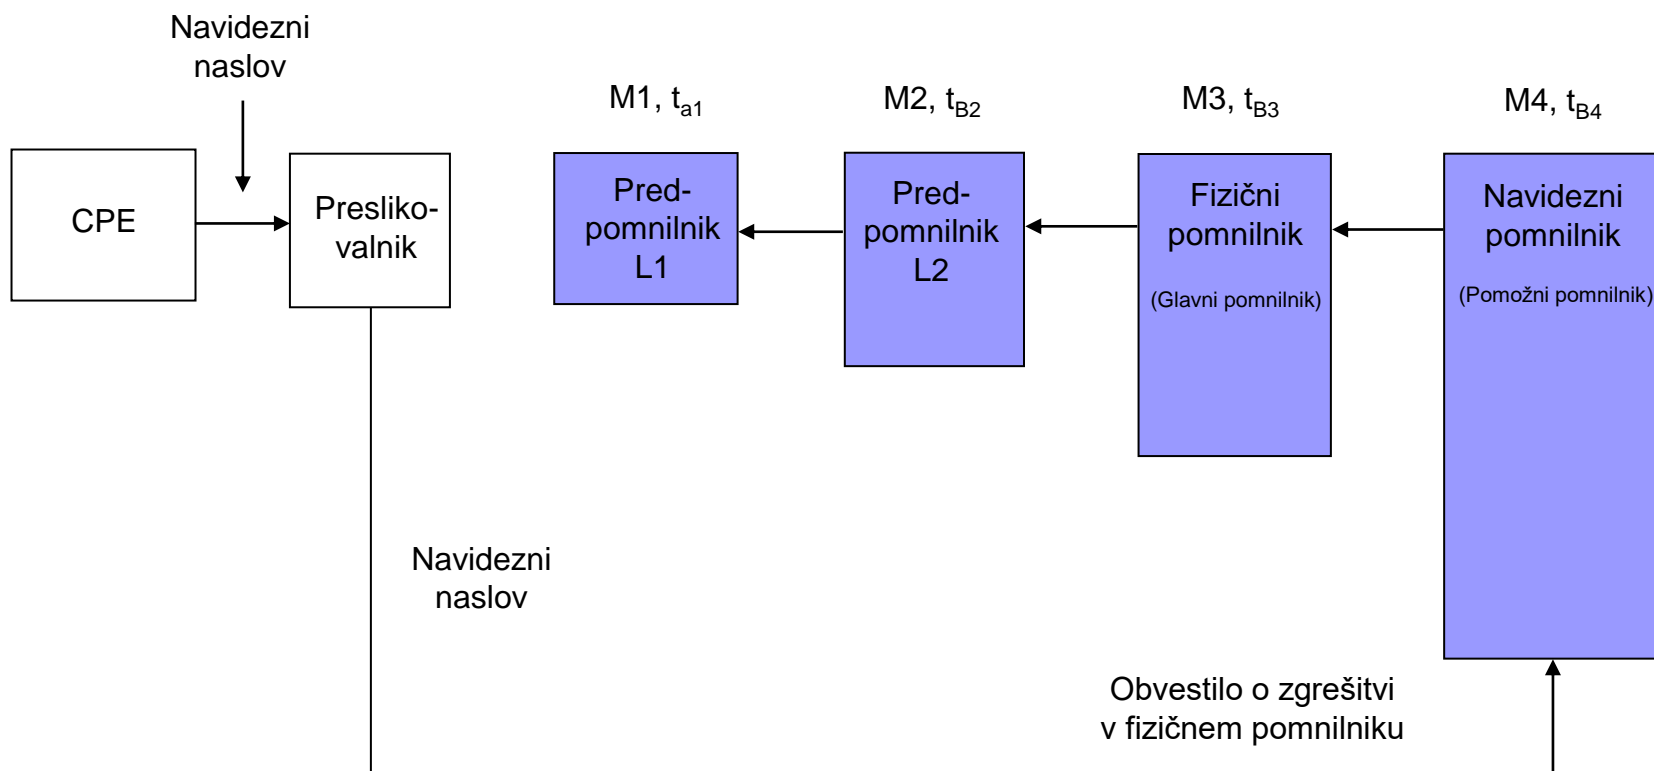 Navidezni
naslov
M1, ta1
M2, tB2
M3, tB3
M4, tB4
CPE

Presliko-
valnik
Pred-
pomnilnik
L1
Pred-
pomnilnik
L2
Fizični
pomnilnik
(Glavni pomnilnik)
Navidezni
pomnilnik
(Pomožni pomnilnik)
Navidezni
naslov
Obvestilo o zgrešitvi
v fizičnem pomnilniku